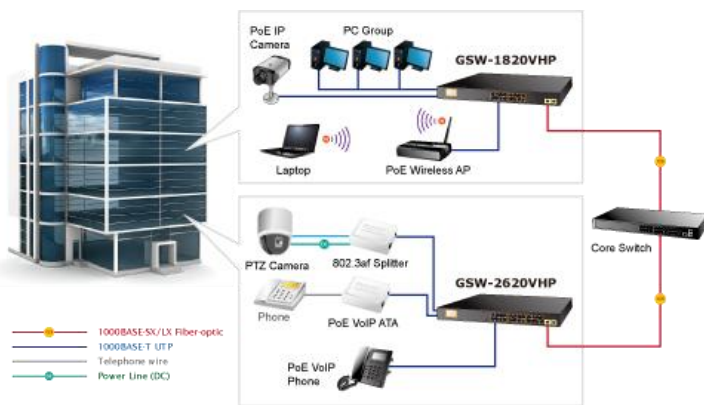 PoE IP
Camera
PC Group
GSW-1820VHP
Laptop
PoE Wireless AP
Core Switch
PTZ Camera
802.3af Splitter
GSW-2620VHP
Phone
PoE VoIP ATA
PoE VoIP
Phone
1000BASE-SX/LX Fiber-optic
1000BASE-T UTP
Telephone wire
Power Line (DC)